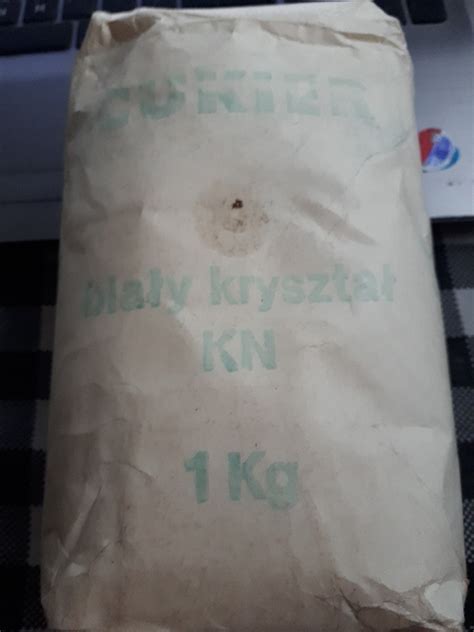 CUKIER
biały kryształ
KN
1 Kg